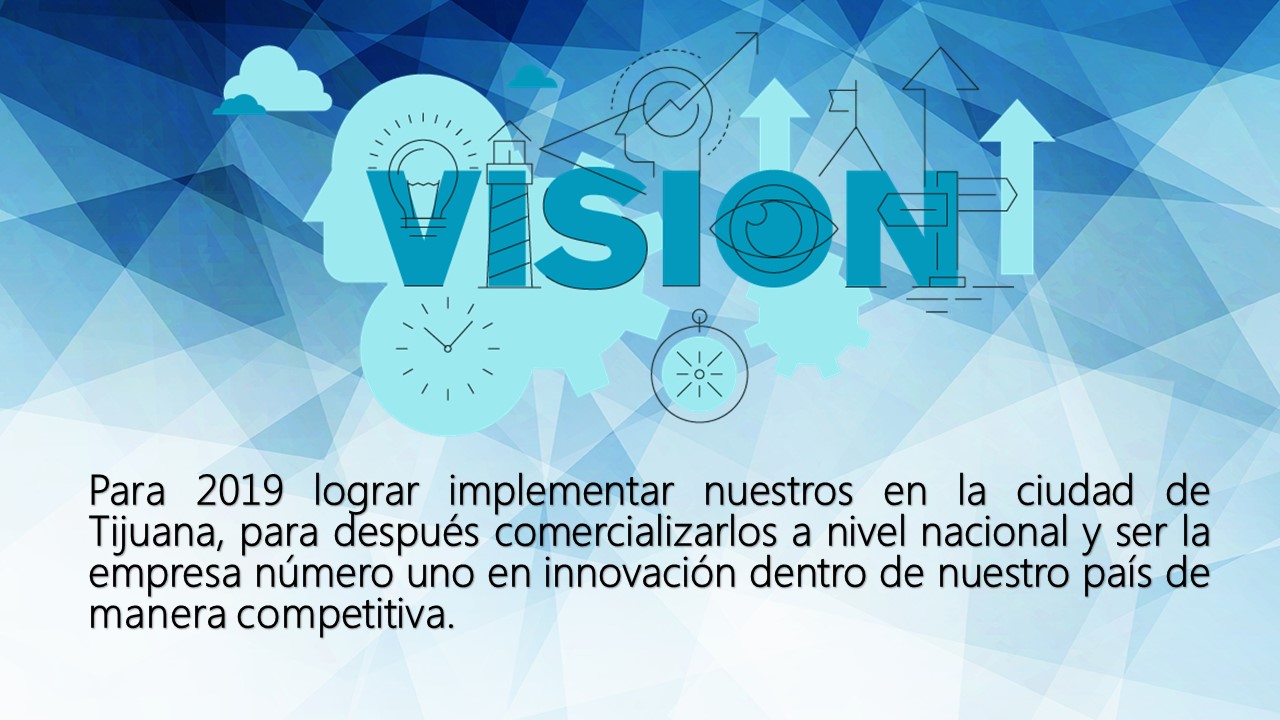 VISION
Para 2019 lograr implementar nuestros en la ciudad de
Tijuana, para después comercializarlos a nivel nacional y ser la
empresa número uno en innovación dentro de nuestro país de
manera competitiva.